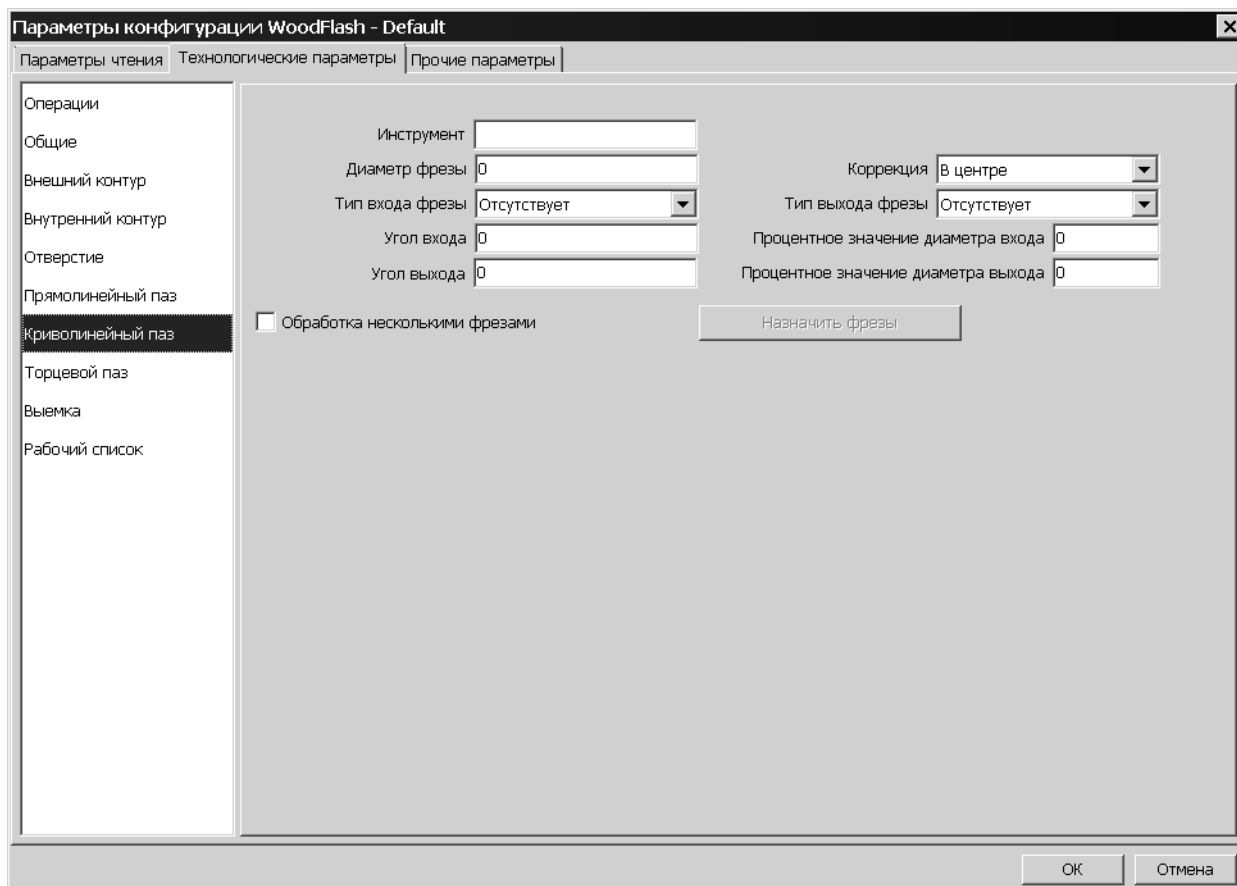 Параметры конфигурации WoodFlash - Default
Параметры чтения Технологические параметры Прочие параметры
Операции
Общие
Внешний контур
Внутренний контур
Отверстие
Прямолинейный паз
Криволинейный паз
Торцевой паз
Выемка
Рабочий список
Инструмент
Диаметр фрезы 0 Коррекция В центре
Тип входа фрезы Отсутствует Тип выхода фрезы Отсутствует
Угол входа 0 Процентное значение диаметра входа 0
Угол выхода 0 Процентное значение диаметра выхода 0
Обработка несколькими фрезами Назначить фрезы
ОК Отмена